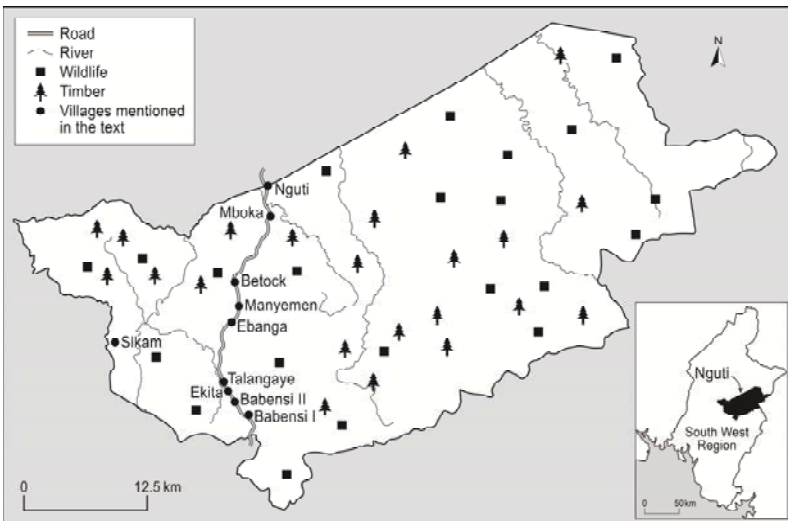 Road
River
Wildlife
Timber
Villages mentioned
in the text
N
Nguti
Mboka
Betock
Manyemen
Ebanga
Sikam
Talangaye
Ekita
Babensi II
Babensi I
0 12.5 km
Nguti
South West
Region
0 50 km